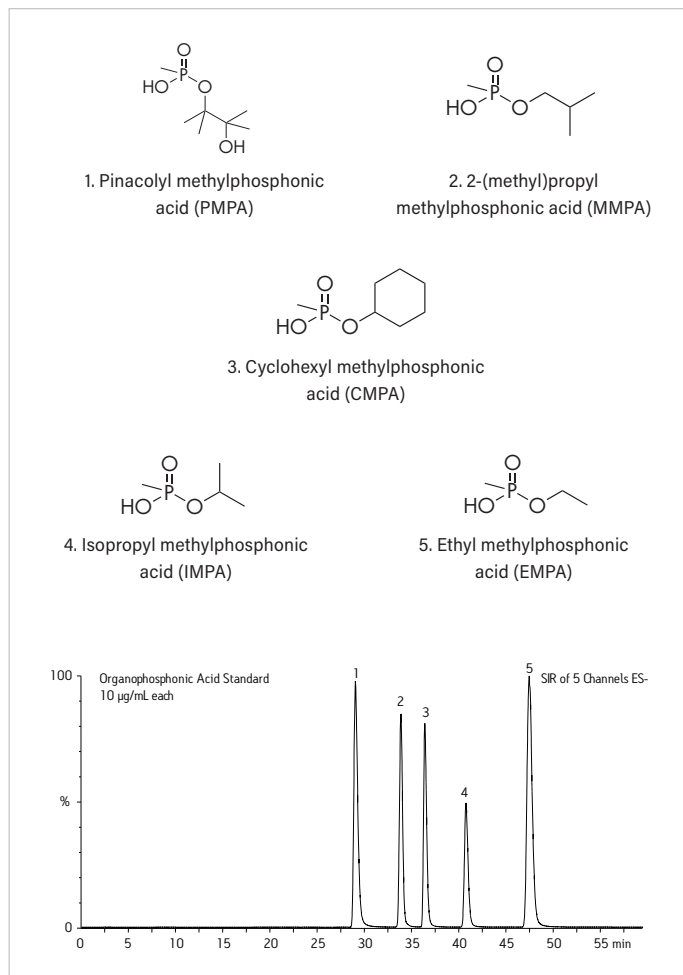 O
HO
P
O
OH
O
HO
P
O
1. Pinacolyl methylphosphonic
acid (PMPA)
2. 2-(methyl)propyl
methylphosphonic acid (MMPA)
O
HO
P
O
3. Cyclohexyl methylphosphonic
acid (CMPA)
O
HO
P
O
O
HO
P
O
4. Isopropyl methylphosphonic
acid (IMPA)
5. Ethyl methylphosphonic
acid (EMPA)
100
%
0
Organophosphonic Acid Standard
10 µg/mL each
SIR of 5 Channels ES-
1
2
3
4
5
0 5 10 15 20 25 30 35 40 45 50 55 min